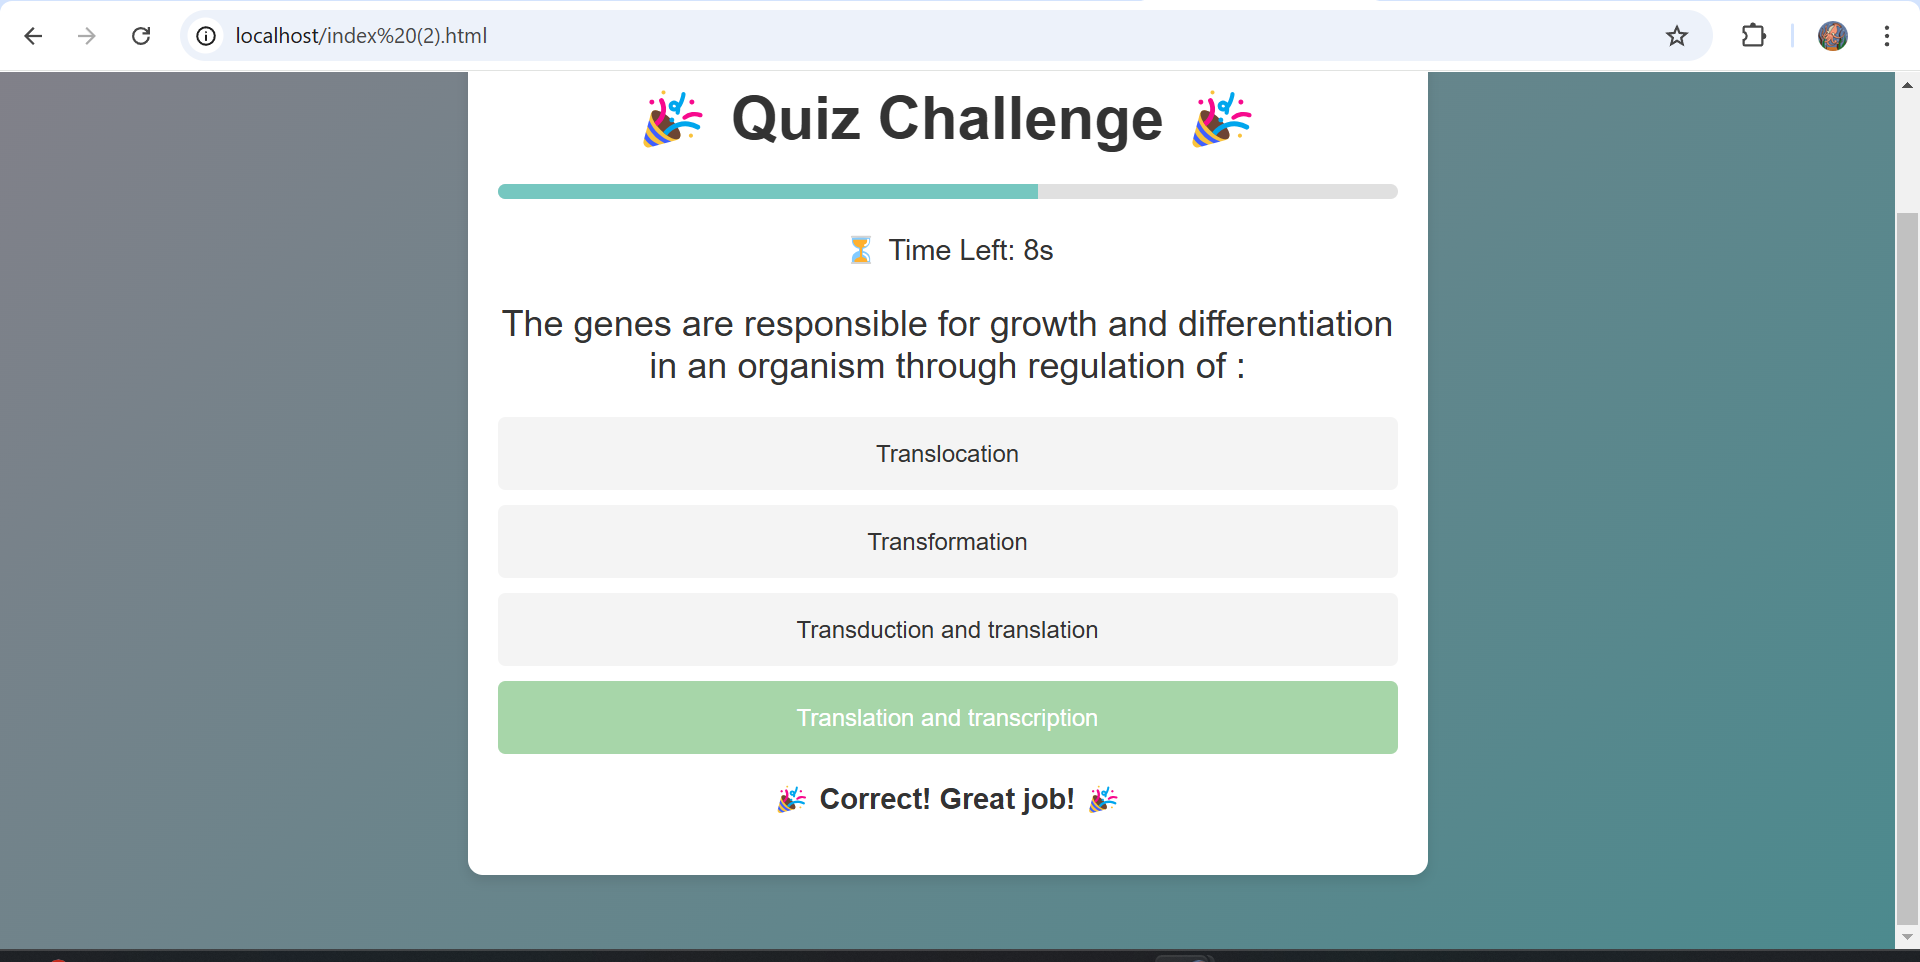 localhost/index%20(2).html
🎉 Quiz Challenge 🎉
⏳ Time Left: 8s
The genes are responsible for growth and differentiation
in an organism through regulation of :
Translocation
Transformation
Transduction and translation
Translation and transcription
🎉 Correct! Great job! 🎉